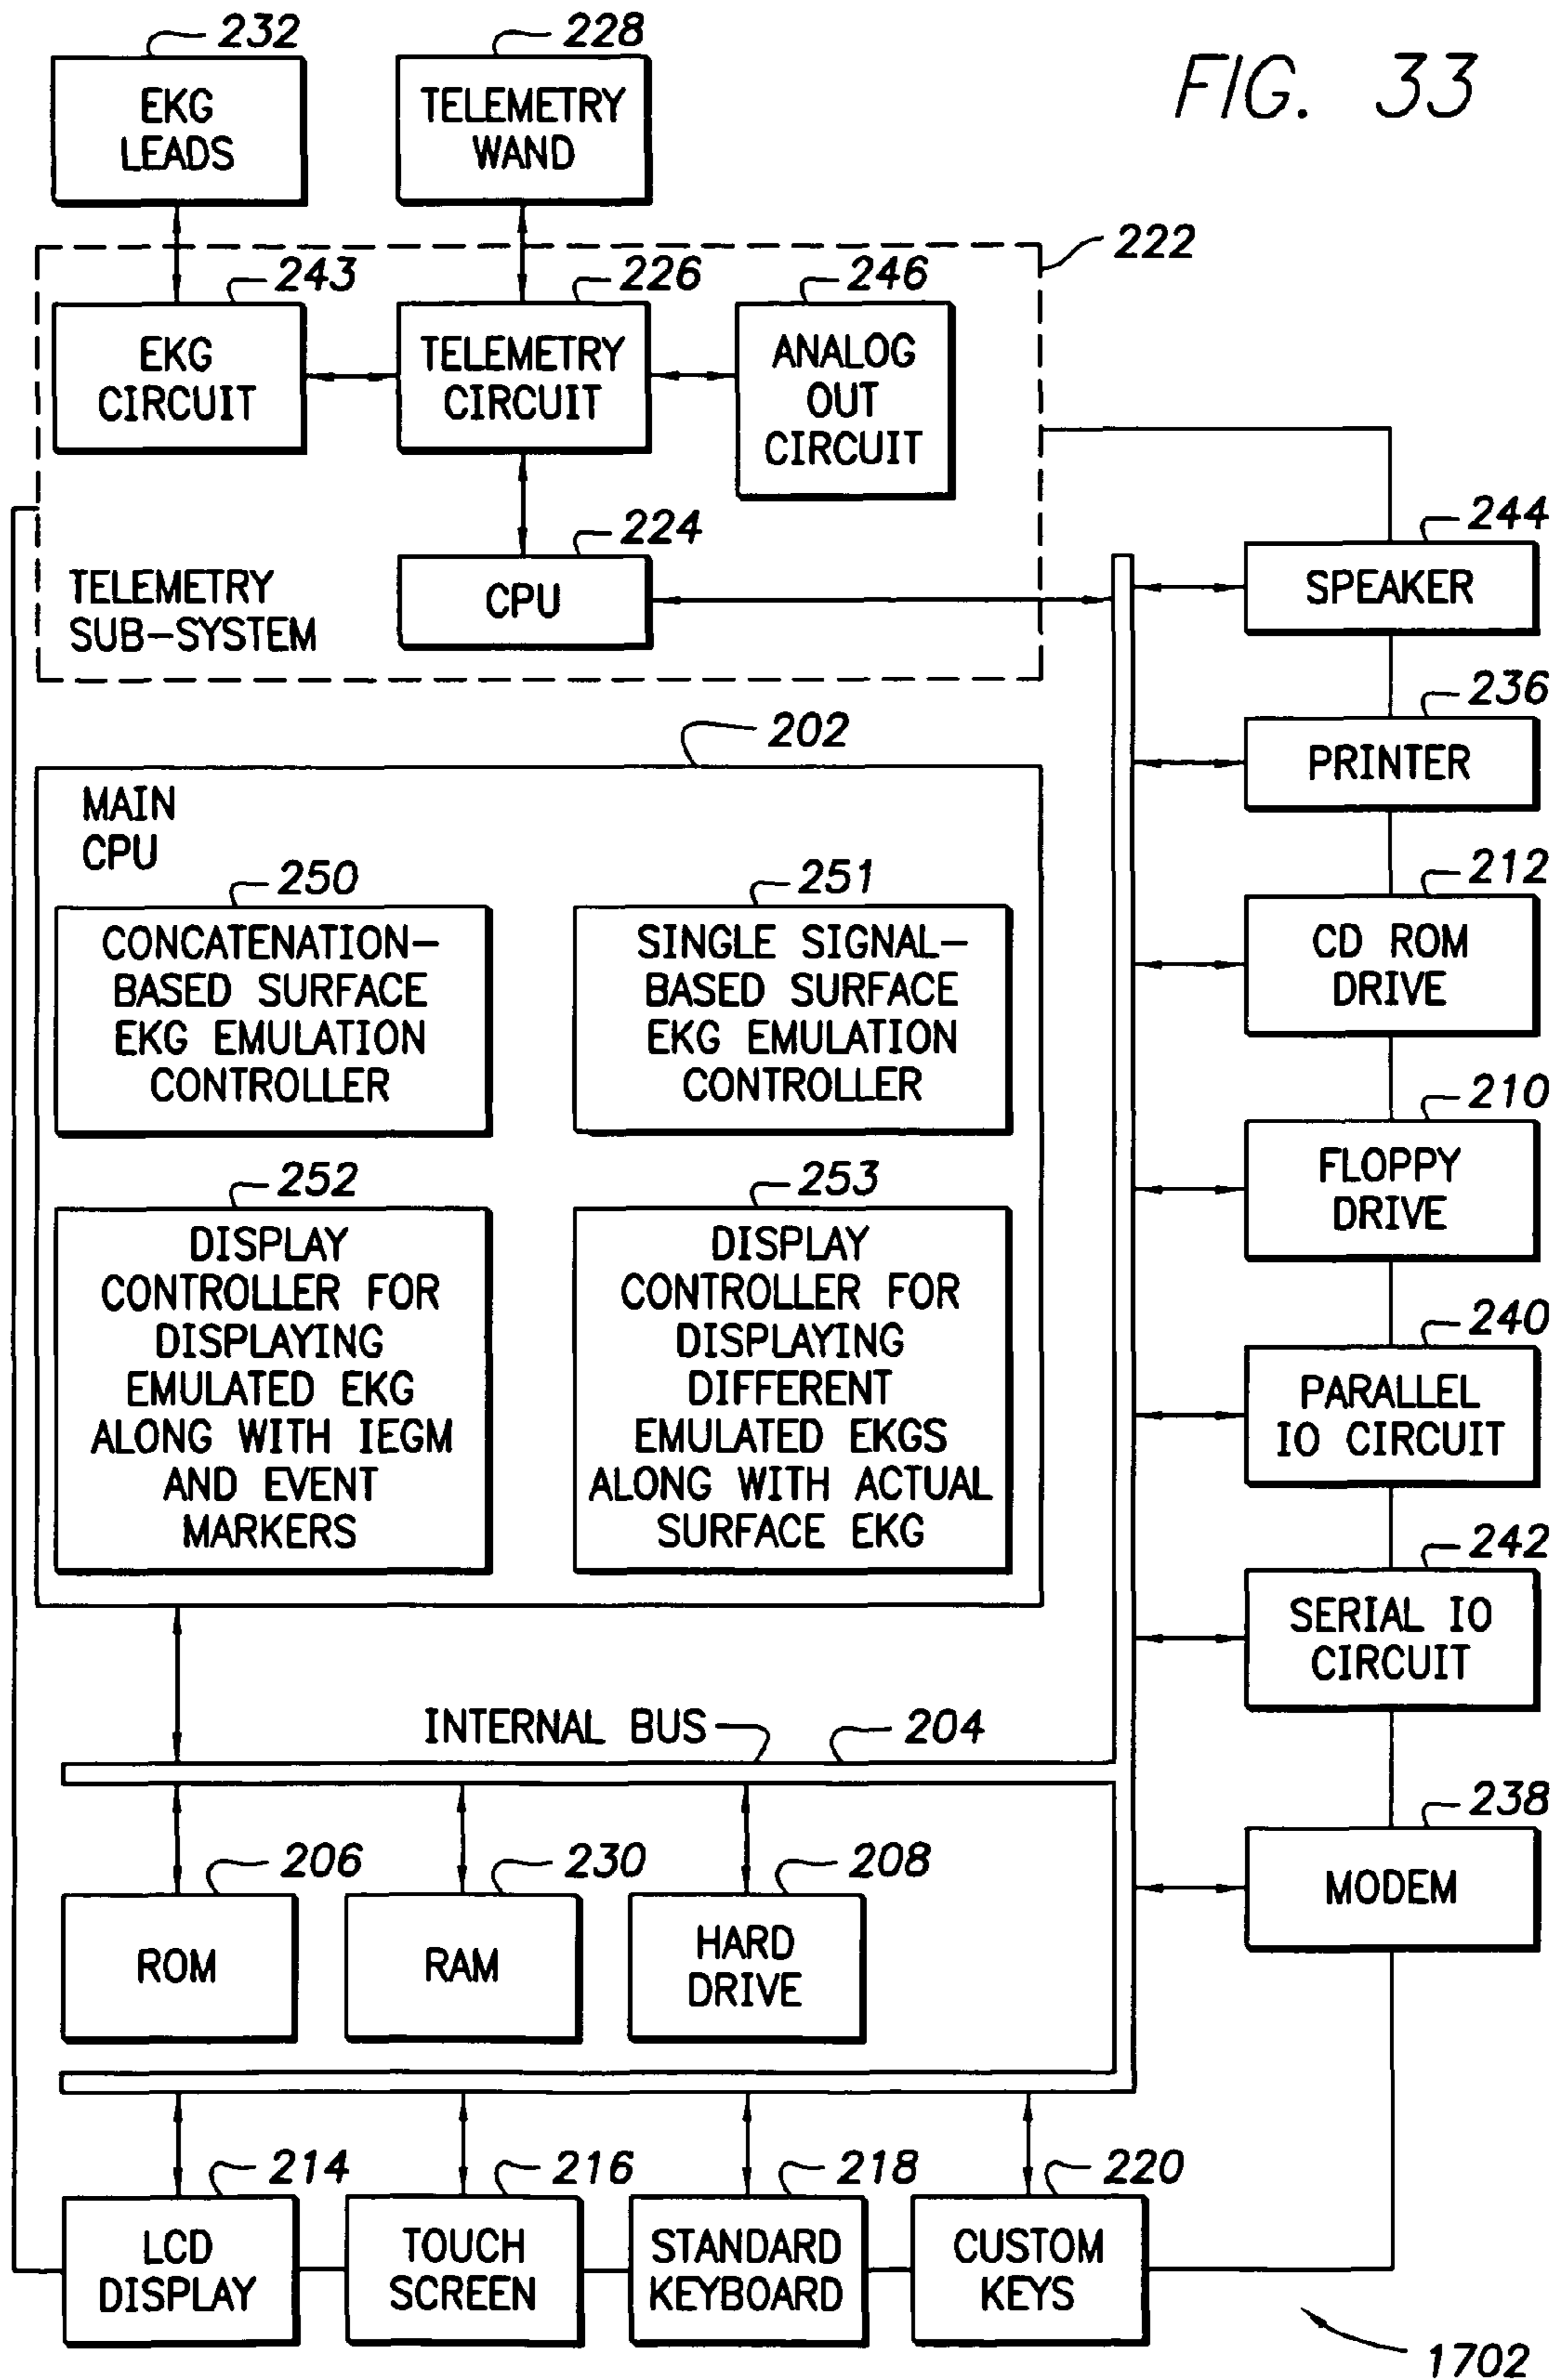 FIG. 33
232
EKG
LEADS
228
TELEMETRY
WAND
222
243
EKG
CIRCUIT
226
TELEMETRY
CIRCUIT
246
ANALOG
OUT
CIRCUIT
224
CPU
TELEMETRY
SUB-SYSTEM
244
SPEAKER
236
PRINTER
212
CD ROM
DRIVE
210
FLOPPY
DRIVE
240
PARALLEL
IO CIRCUIT
242
SERIAL IO
CIRCUIT
238
MODEM
202
MAIN
CPU
250
CONCATENATION-
BASED SURFACE
EKG EMULATION
CONTROLLER
251
SINGLE SIGNAL-
BASED SURFACE
EKG EMULATION
CONTROLLER
252
DISPLAY
CONTROLLER FOR
DISPLAYING
EMULATED EKG
ALONG WITH IEGM
AND EVENT
MARKERS
253
DISPLAY
CONTROLLER FOR
DISPLAYING
DIFFERENT
EMULATED EKGS
ALONG WITH ACTUAL
SURFACE EKG
INTERNAL BUS
204
206
ROM
230
RAM
208
HARD
DRIVE
214
LCD
DISPLAY
216
TOUCH
SCREEN
218
STANDARD
KEYBOARD
220
CUSTOM
KEYS
1702